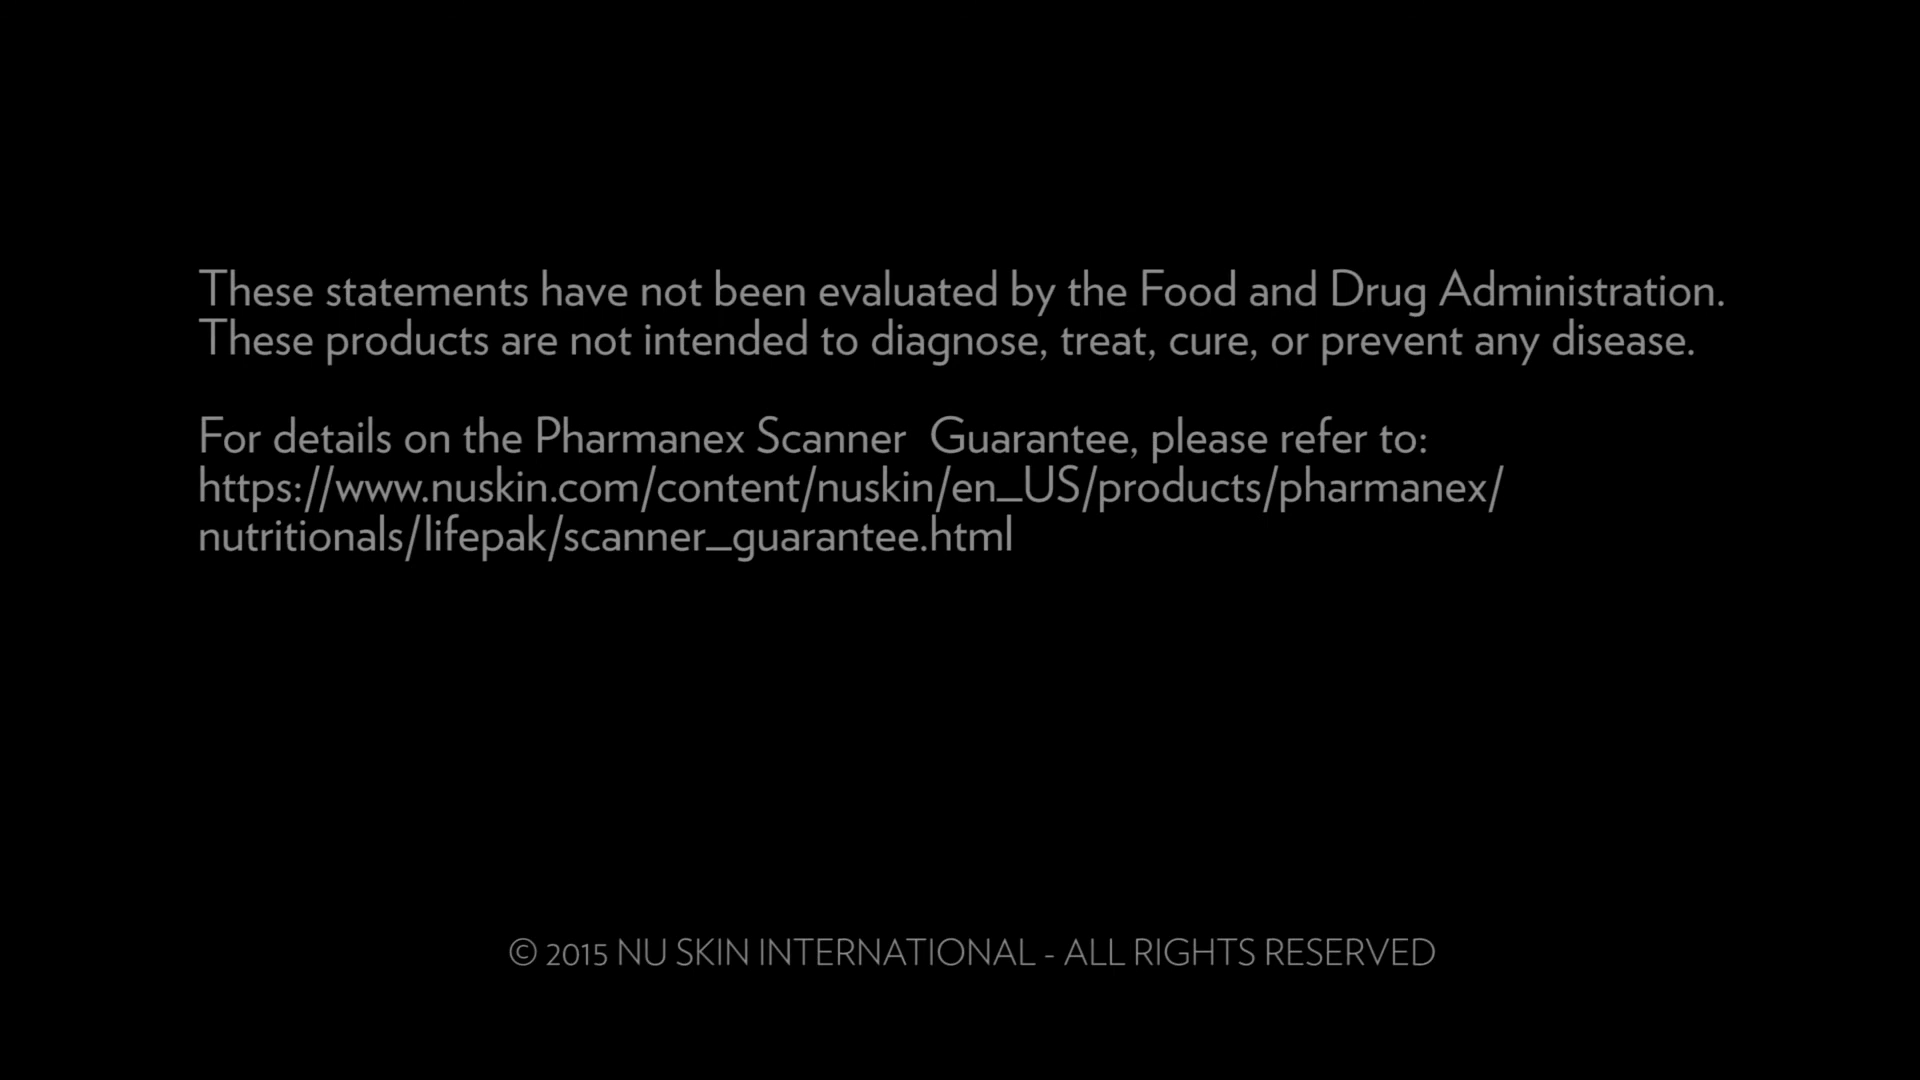 These statements have not been evaluated by the Food and Drug Administration.
These products are not intended to diagnose, treat, cure, or prevent any disease.
For details on the Pharmanex Scanner  Guarantee, please refer to:
https://www.nuskin.com/content/nuskin/en_US/products/pharmanex/
nutritionals/lifepak/scanner_guarantee.html
© 2015 NU SKIN INTERNATIONAL - ALL RIGHTS RESERVED